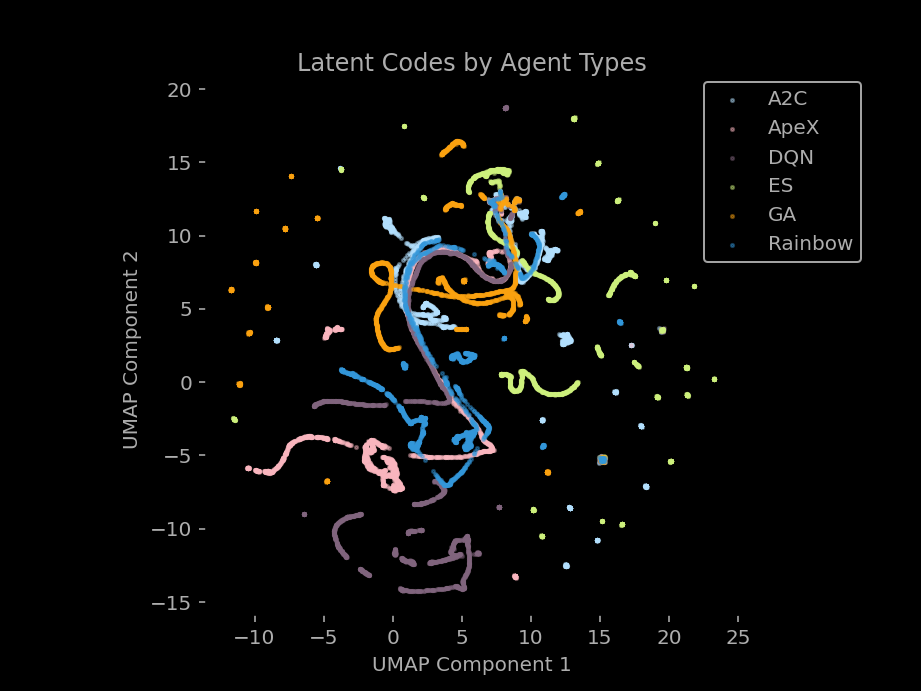 Latent Codes by Agent Types
A2C
ApeX
DQN
ES
GA
Rainbow
20
15
10
5
0
−5
−10
−15
UMAP Component 2
−10
−5
0
5
10
15
20
25
UMAP Component 1